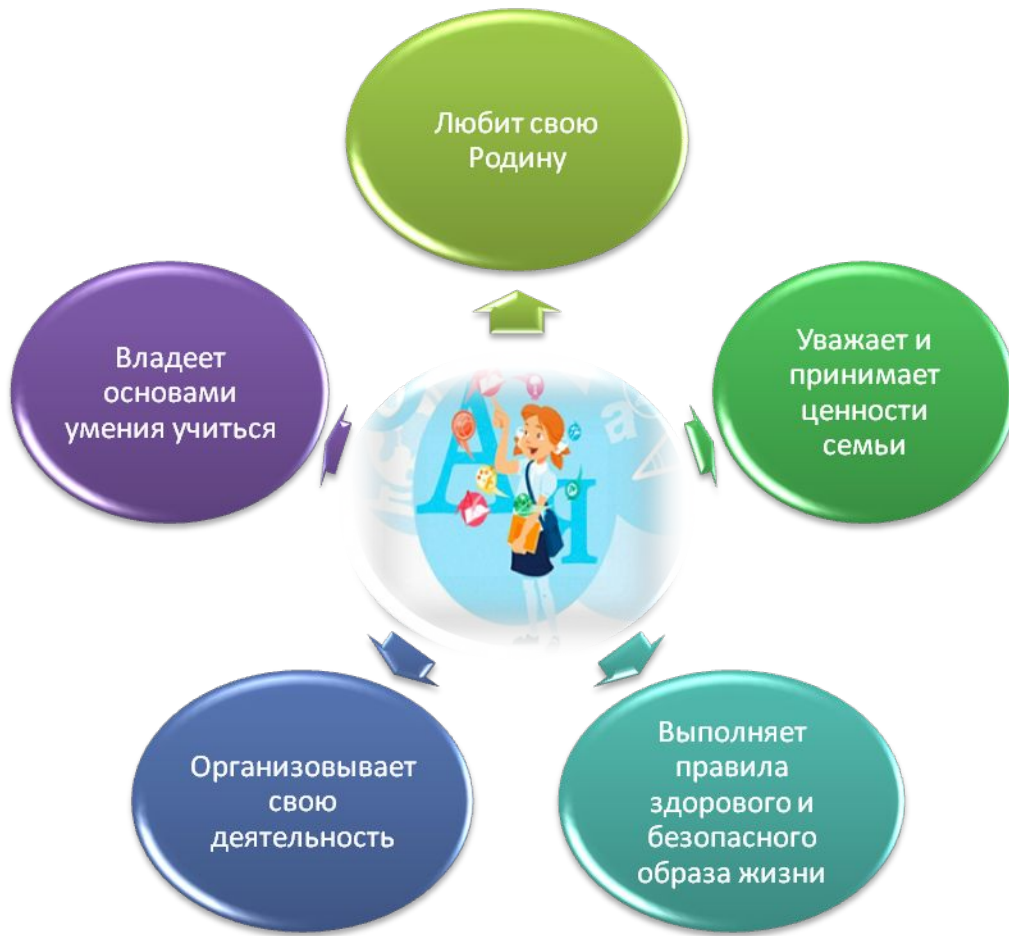 Любит свою
Родину
Уважает и
принимает
ценности
семьи
Выполняет
правила
здорового и
безопасного
образа жизни
Организовывает
свою
деятельность
Владеет
основами
умения учиться
А
Я
а